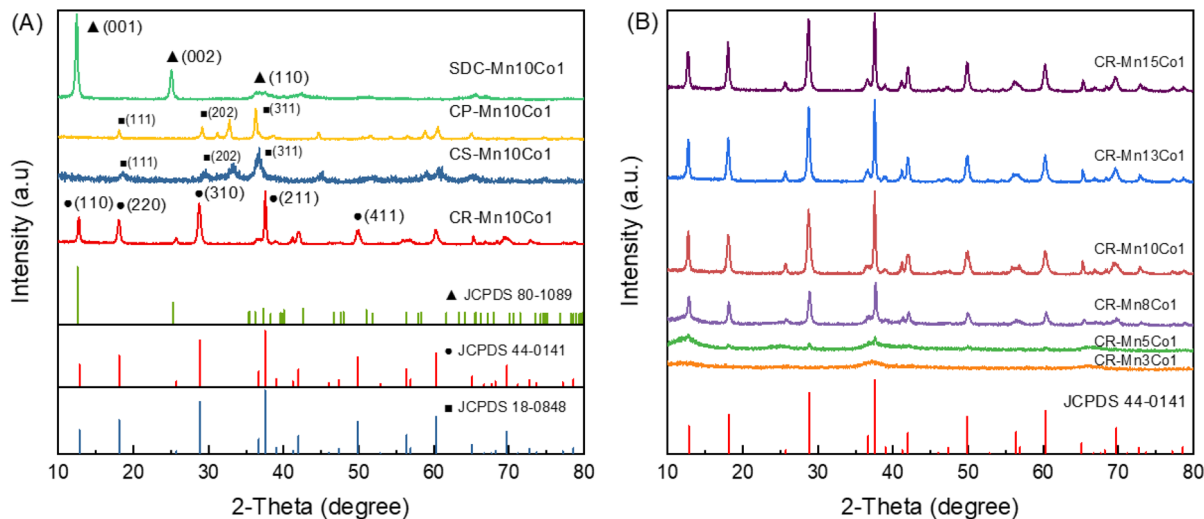 (A)
▲(001)
▲(002)
▲(110)
SDC-Mn10Co1
■(111)
■(202)
■(311)
CP-Mn10Co1
■(111)
■(202)
■(311)
CS-Mn10Co1
●(110)
●(220)
●(310)
●(211)
●(411)
CR-Mn10Co1
▲ JCPDS 80-1089
● JCPDS 44-0141
■ JCPDS 18-0848
10 20 30 40 50 60 70 80
2-Theta (degree)
Intensity (a.u)
(B)
CR-Mn15Co1
CR-Mn13Co1
CR-Mn10Co1
CR-Mn8Co1
CR-Mn5Co1
CR-Mn3Co1
JCPDS 44-0141
10 20 30 40 50 60 70 80
2-Theta (degree)
Intensity (a.u.)